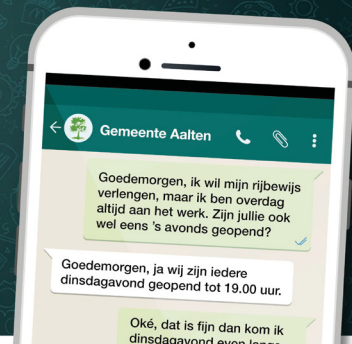 Gemeente Aalten
Goedemorgen, ik wil mijn rijbewijs
verlengen, maar ik ben overdag
altijd aan het werk. Zijn jullie ook
wel eens 's avonds geopend?
Goedemorgen, ja wij zijn iedere
dinsdagavond geopend tot 19.00 uur.
Oké, dat is fijn dan kom ik
dinsdagavond even